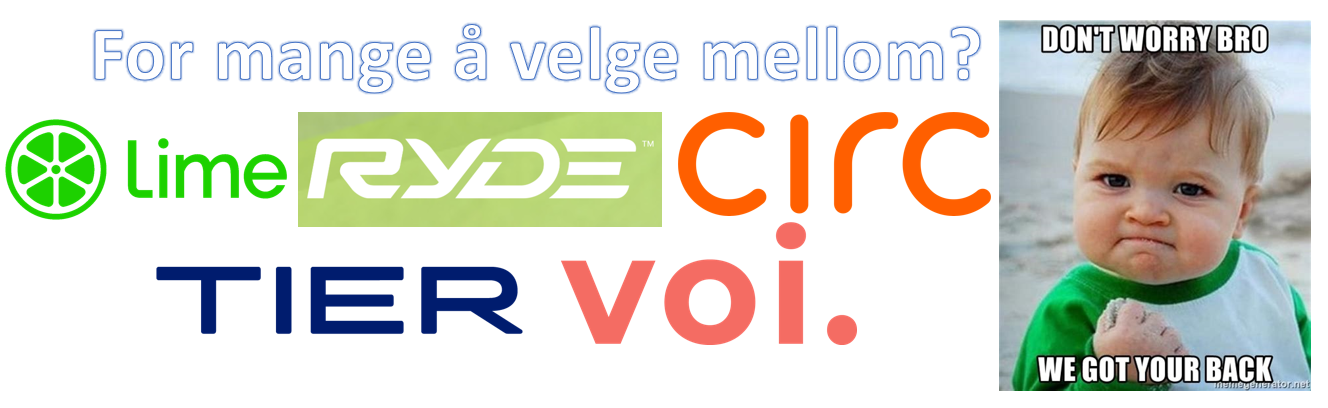 For mange å velge mellom?
Lime
RYDE™
circ
TIER
voi.
DON'T WORRY BRO
WE GOT YOUR BACK
memegenerator.net